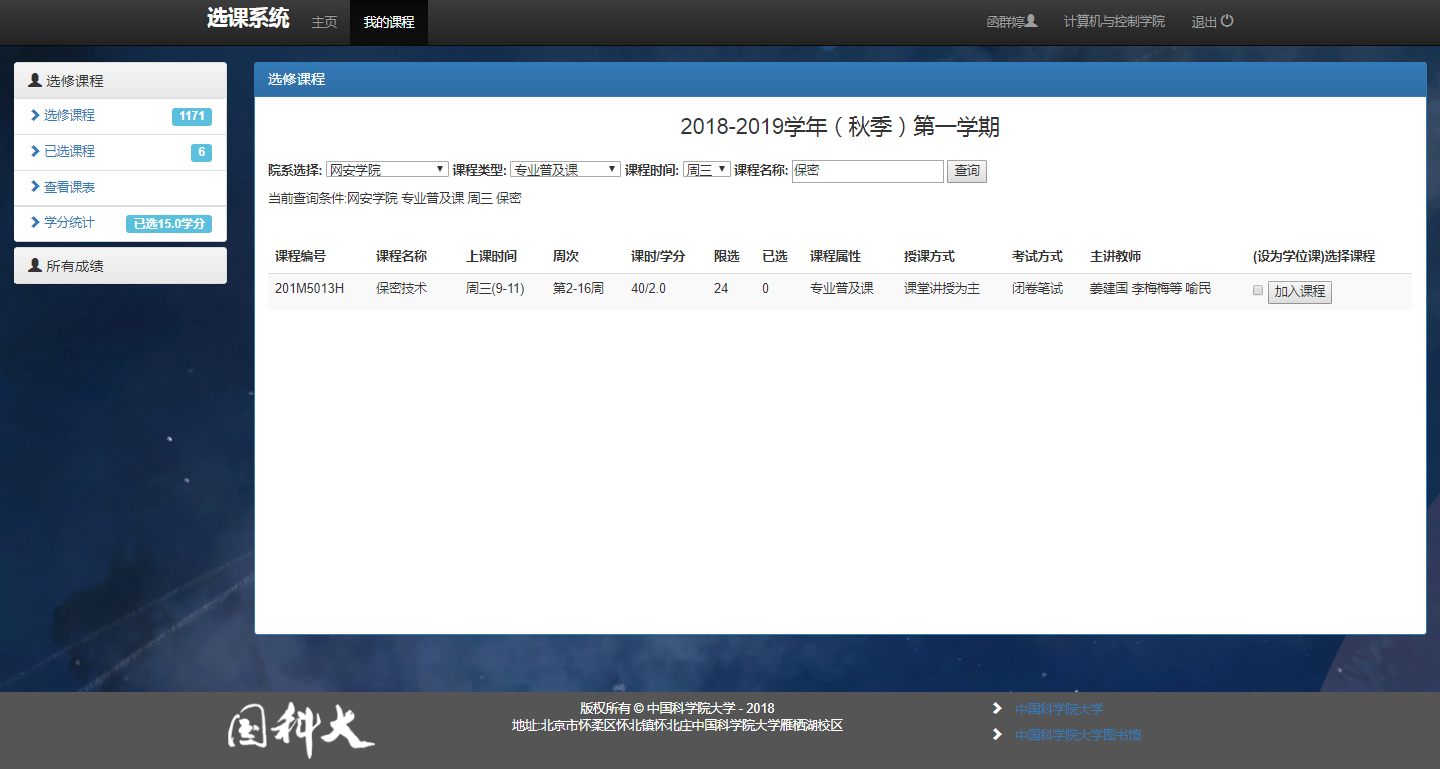 选课系统 主页 我的课程 函群婷 计算机与控制学院 退出
选修课程
选修课程 1171
已选课程 6
查看课表
学分统计 已选15.0学分
所有成绩
选修课程
2018-2019学年（秋季）第一学期
院系选择: 网安学院 课程类型: 专业普及课 课程时间: 周三 课程名称: 保密 查询
当前查询条件:网安学院 专业普及课 周三 保密
课程编号 课程名称 上课时间 周次 课时/学分 限选 已选 课程属性 授课方式 考试方式 主讲教师 (设为学位课)选择课程
201M5013H 保密技术 周三(9-11) 第2-16周 40/2.0 24 0 专业普及课 课堂讲授为主 闭卷笔试 姜建国 李梅梅等 喻民 加入课程
国科大
版权所有 © 中国科学院大学 - 2018
地址:北京市怀柔区怀北镇怀北庄中国科学院大学雁栖湖校区
中国科学院大学
中国科学院大学图书馆